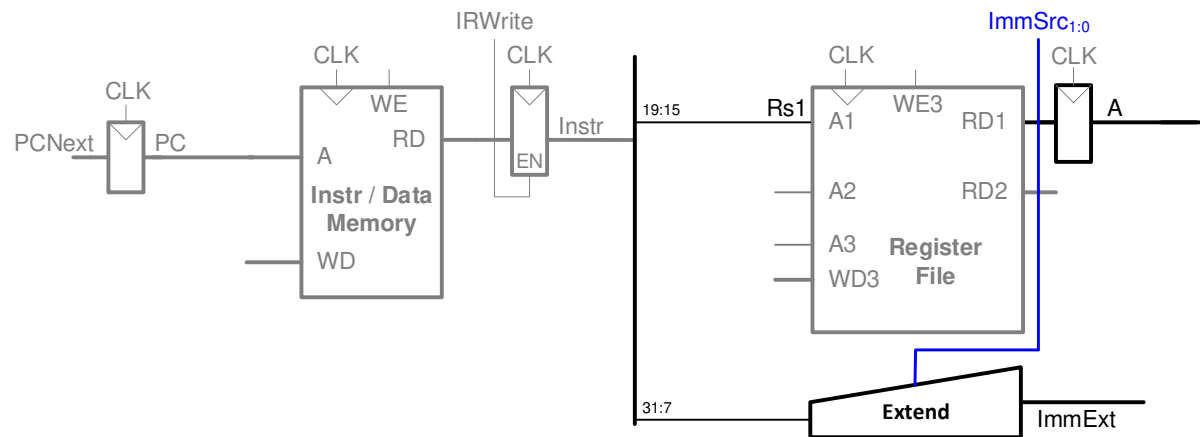 IRWrite
ImmSrc1:0
CLK
CLK
CLK
CLK
CLK
WE
WE3
19:15
Rs1
A1
RD1
A
PCNext
PC
A
RD
EN
Instr
Instr / Data
Memory
WD
A2
RD2
A3
WD3
Register
File
31:7
Extend
ImmExt